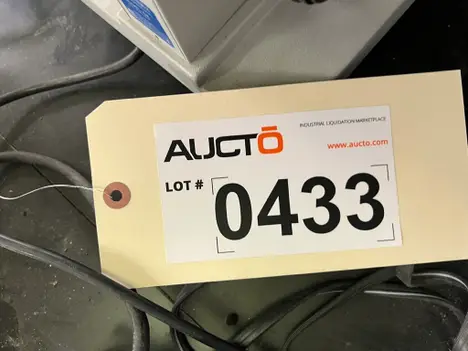 AUCTŌ
INDUSTRIAL LIQUIDATION MARKETPLACE
www.aucto.com
LOT # 0433